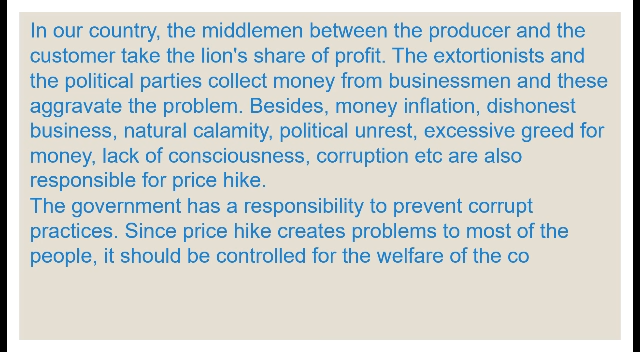 In our country, the middlemen between the producer and the
customer take the lion's share of profit. The extortionists and
the political parties collect money from businessmen and these
aggravate the problem. Besides, money inflation, dishonest
business, natural calamity, political unrest, excessive greed for
money, lack of consciousness, corruption etc are also
responsible for price hike.
The government has a responsibility to prevent corrupt
practices. Since price hike creates problems to most of the
people, it should be controlled for the welfare of the co